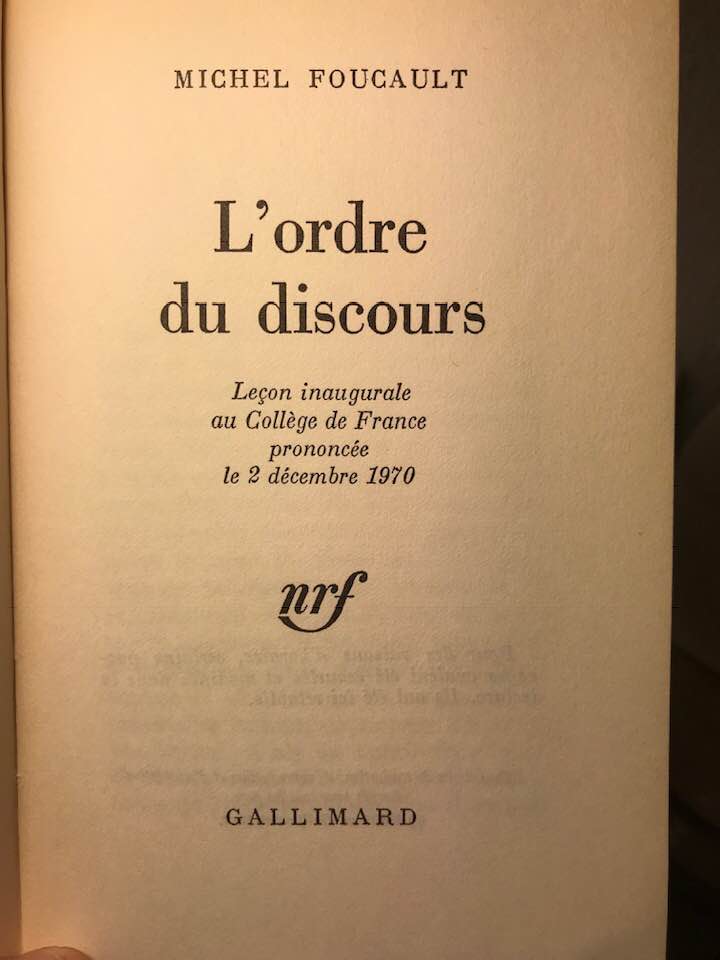 MICHEL FOUCAULT
L'ordre
du discours
Leçon inaugurale
au Collège de France
prononcée
le 2 décembre 1970
nrf
GALLIMARD